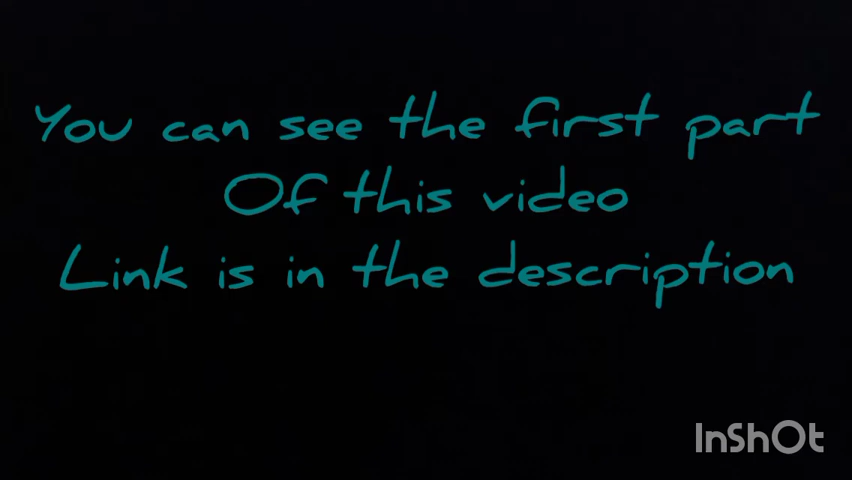 You can see the first part
Of this video
Link is in the description
InShOt